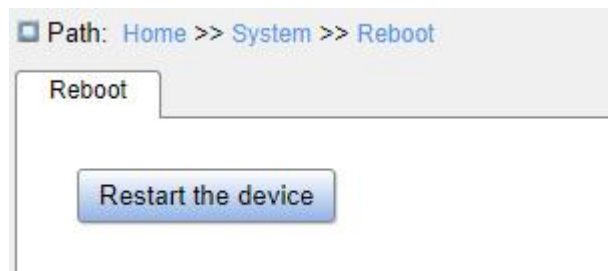 Path: Home >> System >> Reboot
Reboot
Restart the device